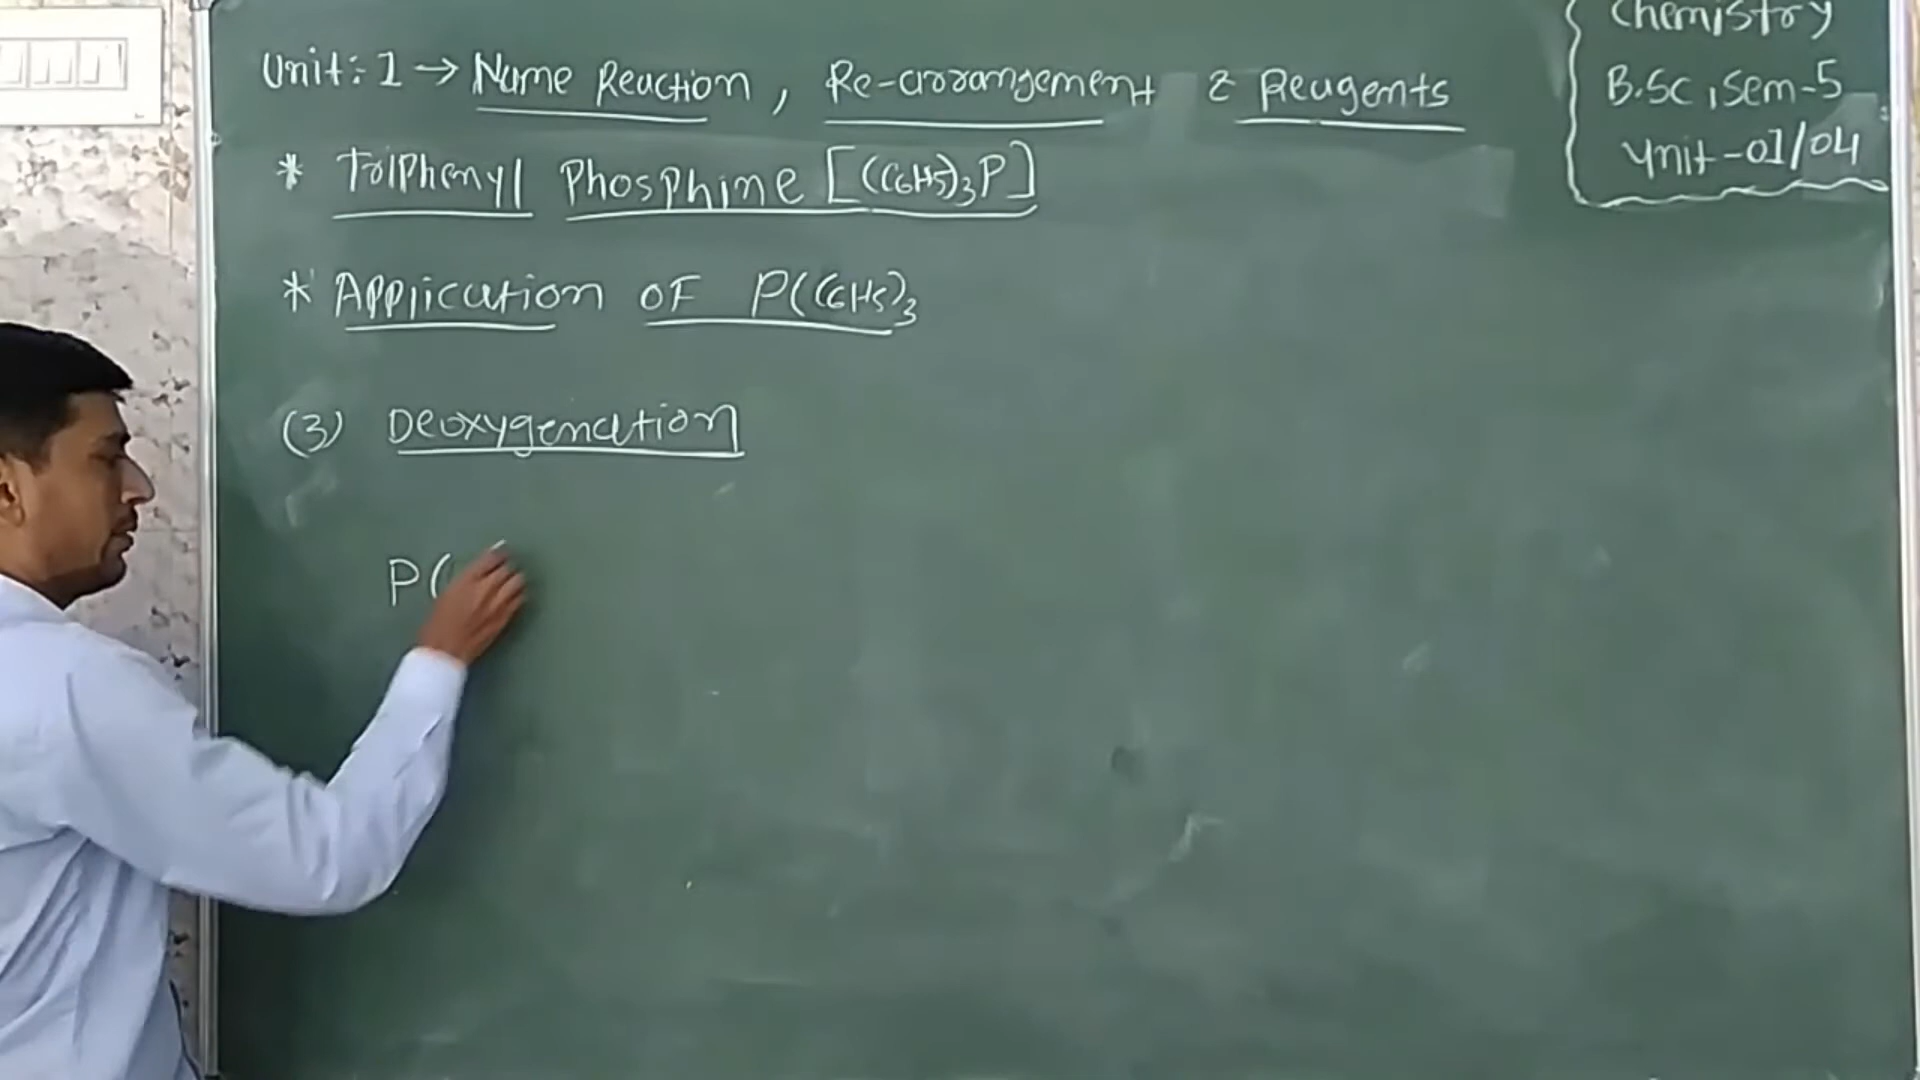 Unit:1 → Name Reaction, Re-arrangement & Reagents
* Triphenyl Phosphine [(C6H5)3P]
* Application OF P(C6H5)3
(3) Deoxygenation
P(
Chemistry
B.Sc, Sem-5
Unit-01/04